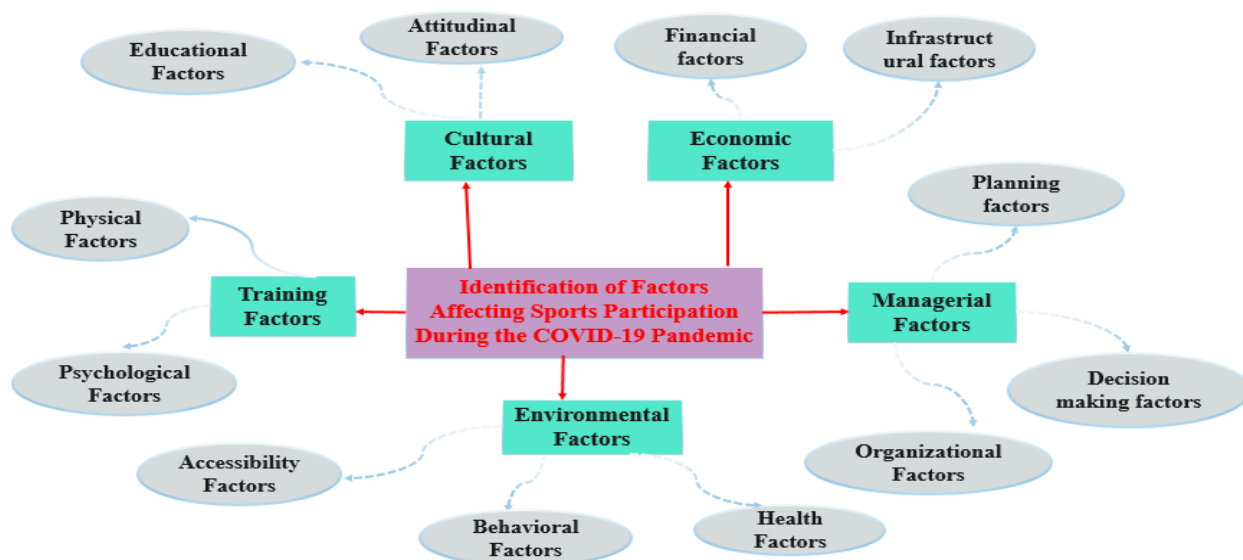 Educational
Factors
Attitudinal
Factors
Financial
factors
Infrastruct
ural factors
Cultural
Factors
Economic
Factors
Planning
factors
Physical
Factors
Training
Factors
Identification of Factors
Affecting Sports Participation
During the COVID-19 Pandemic
Managerial
Factors
Psychological
Factors
Decision
making factors
Environmental
Factors
Accessibility
Factors
Organizational
Factors
Behavioral
Factors
Health
Factors